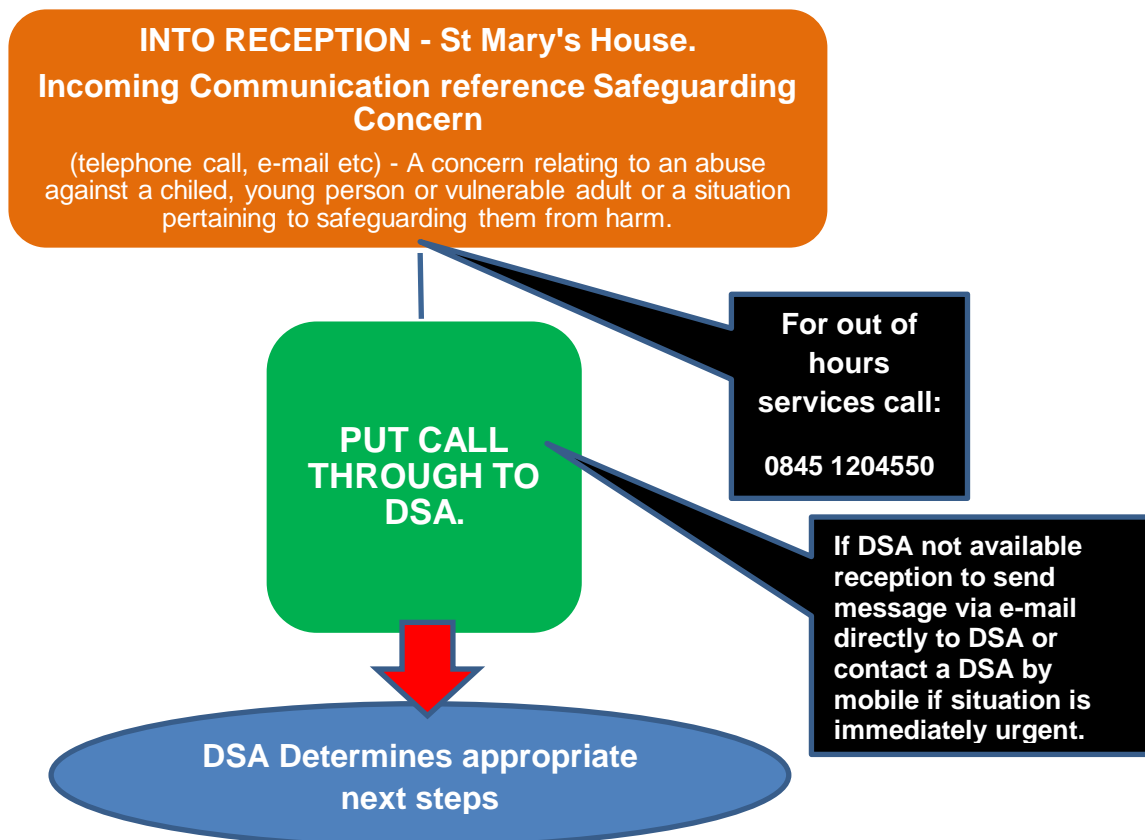 INTO RECEPTION - St Mary's House.
Incoming Communication reference Safeguarding
Concern
(telephone call, e-mail etc) - A concern relating to an abuse
against a chiled, young person or vulnerable adult or a situation
pertaining to safeguarding them from harm.
For out of
hours
services call:
0845 1204550
PUT CALL
THROUGH TO
DSA.
If DSA not available
reception to send
message via e-mail
directly to DSA or
contact a DSA by
mobile if situation is
immediately urgent.
DSA Determines appropriate
next steps